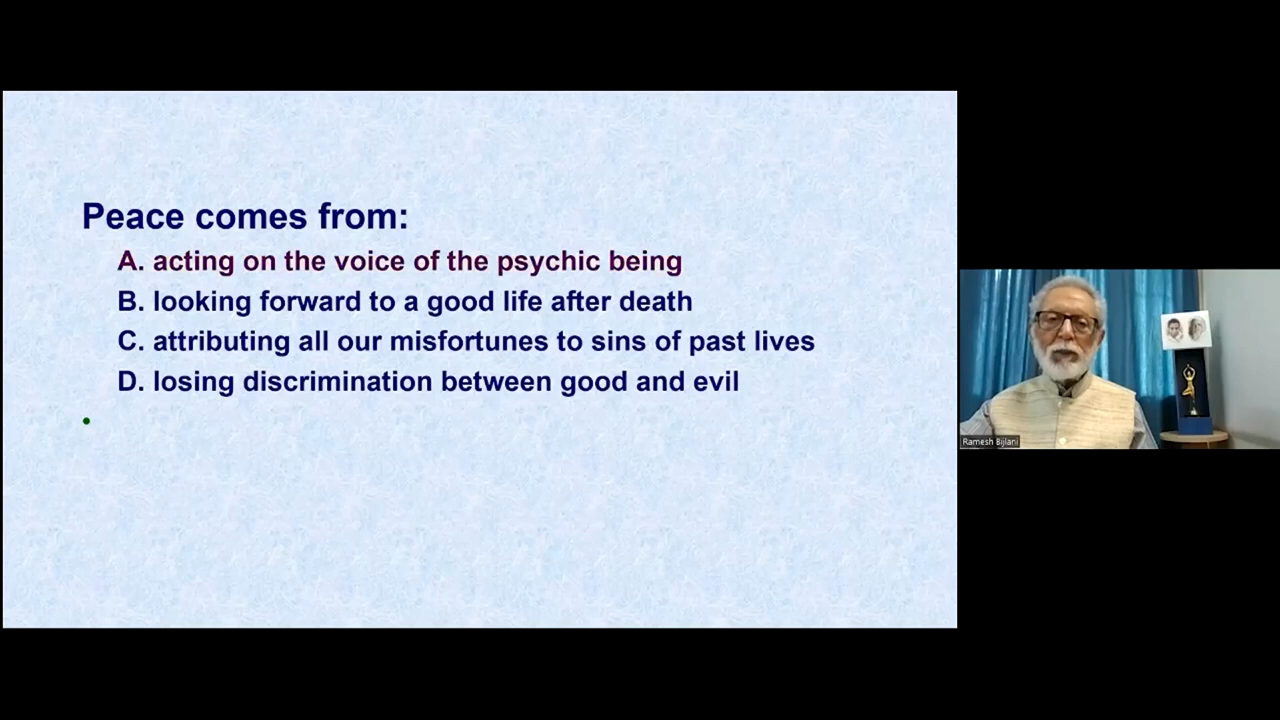 Peace comes from:
A. acting on the voice of the psychic being
B. looking forward to a good life after death
C. attributing all our misfortunes to sins of past lives
D. losing discrimination between good and evil
Ramesh Bijlani